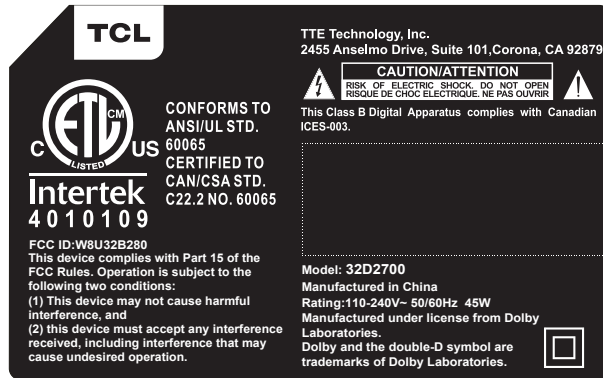 TCL
TTE Technology, Inc.
2455 Anselmo Drive, Suite 101,Corona, CA 92879
CAUTION/ATTENTION
RISK OF ELECTRIC SHOCK. DO NOT OPEN
RISQUE DE CHOC ELECTRIQUE. NE PAS OUVRIR
This Class B Digital Apparatus complies with Canadian
ICES-003.
ETL CM
C US
LISTED
Intertek
4010109
CONFORMS TO
ANSI/UL STD.
60065
CERTIFIED TO
CAN/CSA STD.
C22.2 NO. 60065
FCC ID:W8U32B280
This device complies with Part 15 of the
FCC Rules. Operation is subject to the
following two conditions:
(1) This device may not cause harmful
interference, and
(2) this device must accept any interference
received, including interference that may
cause undesired operation.
Model: 32D2700
Manufactured in China
Rating:110-240V~ 50/60Hz 45W
Manufactured under license from Dolby
Laboratories.
Dolby and the double-D symbol are
trademarks of Dolby Laboratories.